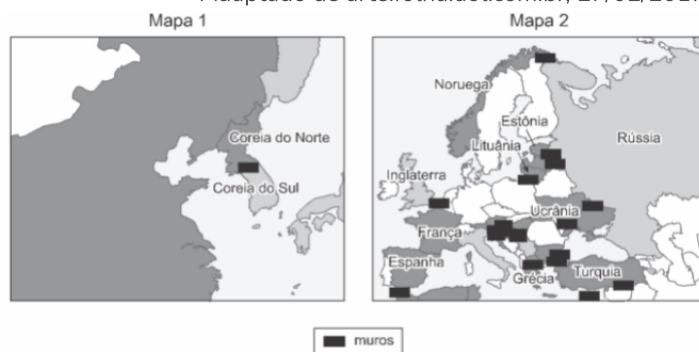 Mapa 1
Mapa 2
Coreia do Norte
Coreia do Sul
Noruega
Estônia
Lituânia
Rússia
Inglaterra
Ucrânia
França
Espanha
Grécia
Turquia
muros